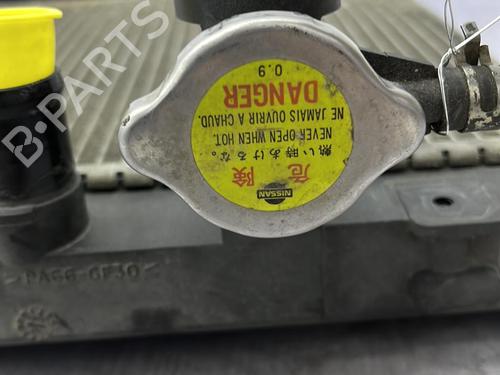 NISSAN
危険
熱い時あけるな。
NEVER OPEN WHEN HOT.
NE JAMAIS OUVRIR A CHAUD.
DANGER
0.9
>PA66-GF30<
B-PARTS